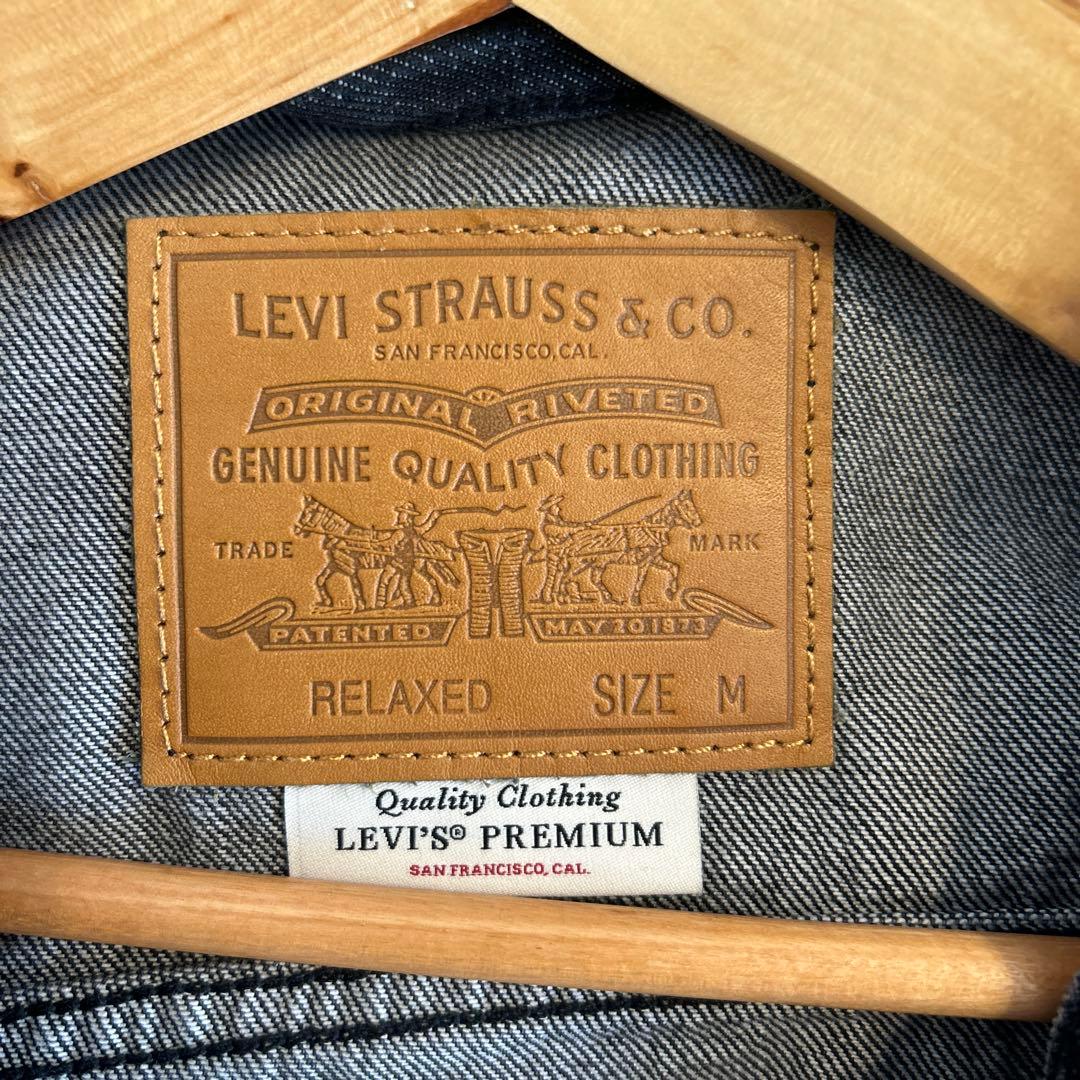 LEVI STRAUSS & CO.
SAN FRANCISCO, CAL.
ORIGINAL RIVETED
GENUINE QUALITY CLOTHING
TRADE MARK
PATENTED MAY 20 1873
RELAXED SIZE M
Quality Clothing
LEVI'S® PREMIUM
SAN FRANCISCO, CAL.